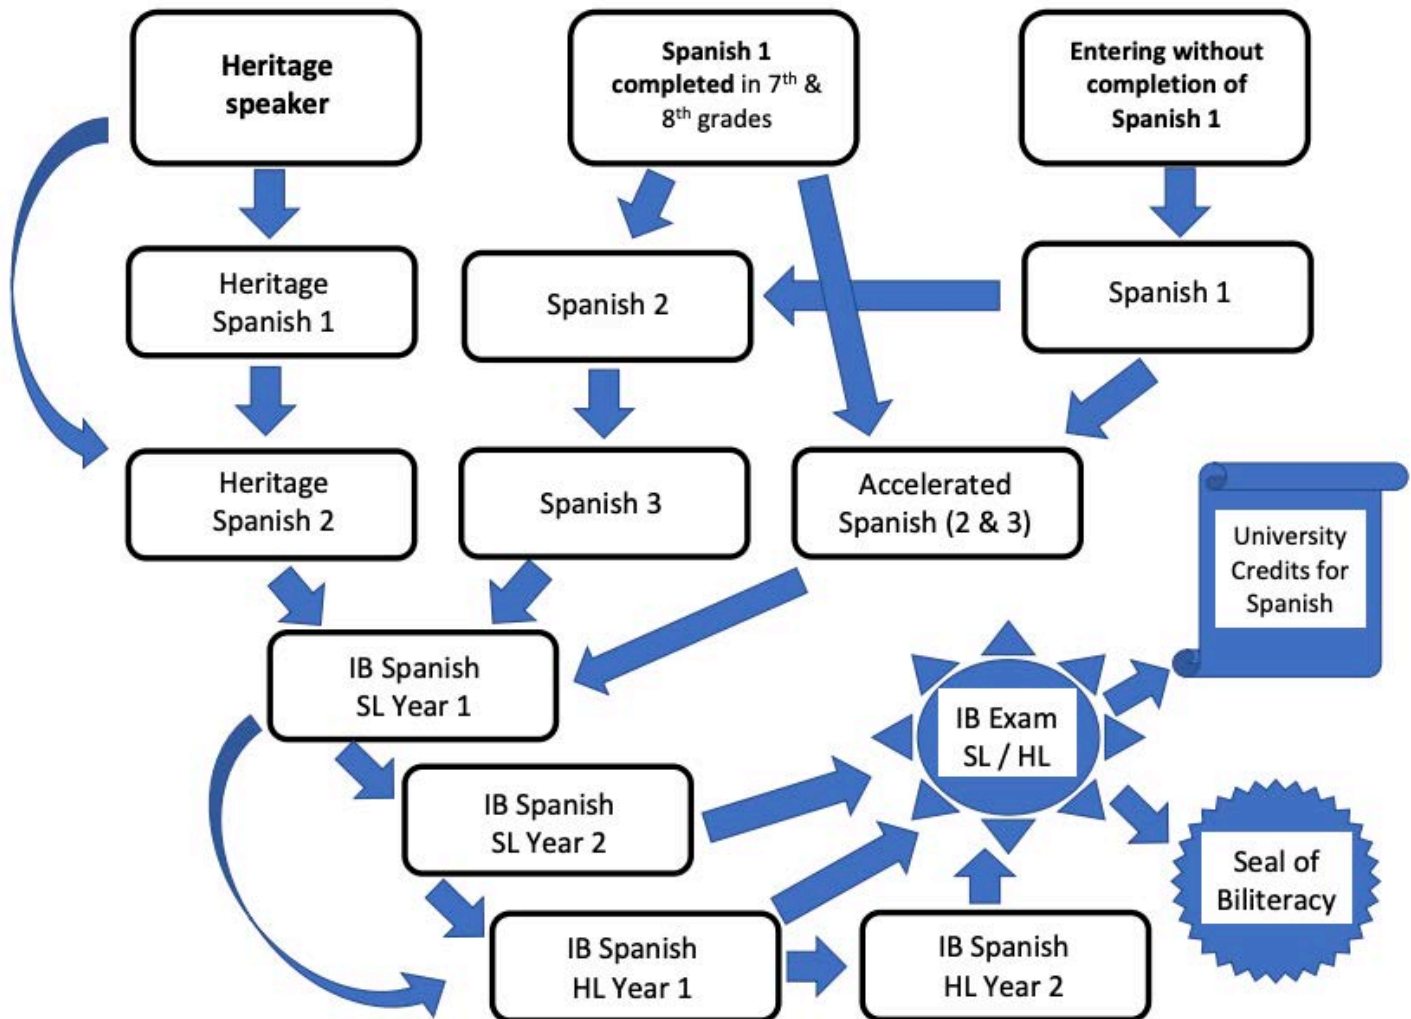 Heritage
speaker
Spanish 1
completed in 7th &
8th grades
Entering without
completion of
Spanish 1
Heritage
Spanish 1
Spanish 2
Spanish 1
Heritage
Spanish 2
Spanish 3
Accelerated
Spanish (2 & 3)
University
Credits for
Spanish
IB Spanish
SL Year 1
IB Exam
SL / HL
IB Spanish
SL Year 2
Seal of
Biliteracy
IB Spanish
HL Year 1
IB Spanish
HL Year 2